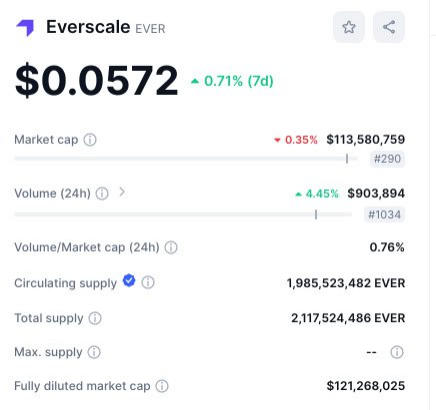 Everscale EVER
$0.0572 0.71% (7d)
Market cap 0.35% $113,580,759
#290
Volume (24h) 4.45% $903,894
#1034
Volume/Market cap (24h) 0.76%
Circulating supply 1,985,523,482 EVER
Total supply 2,117,524,486 EVER
Max. supply --
Fully diluted market cap $121,268,025